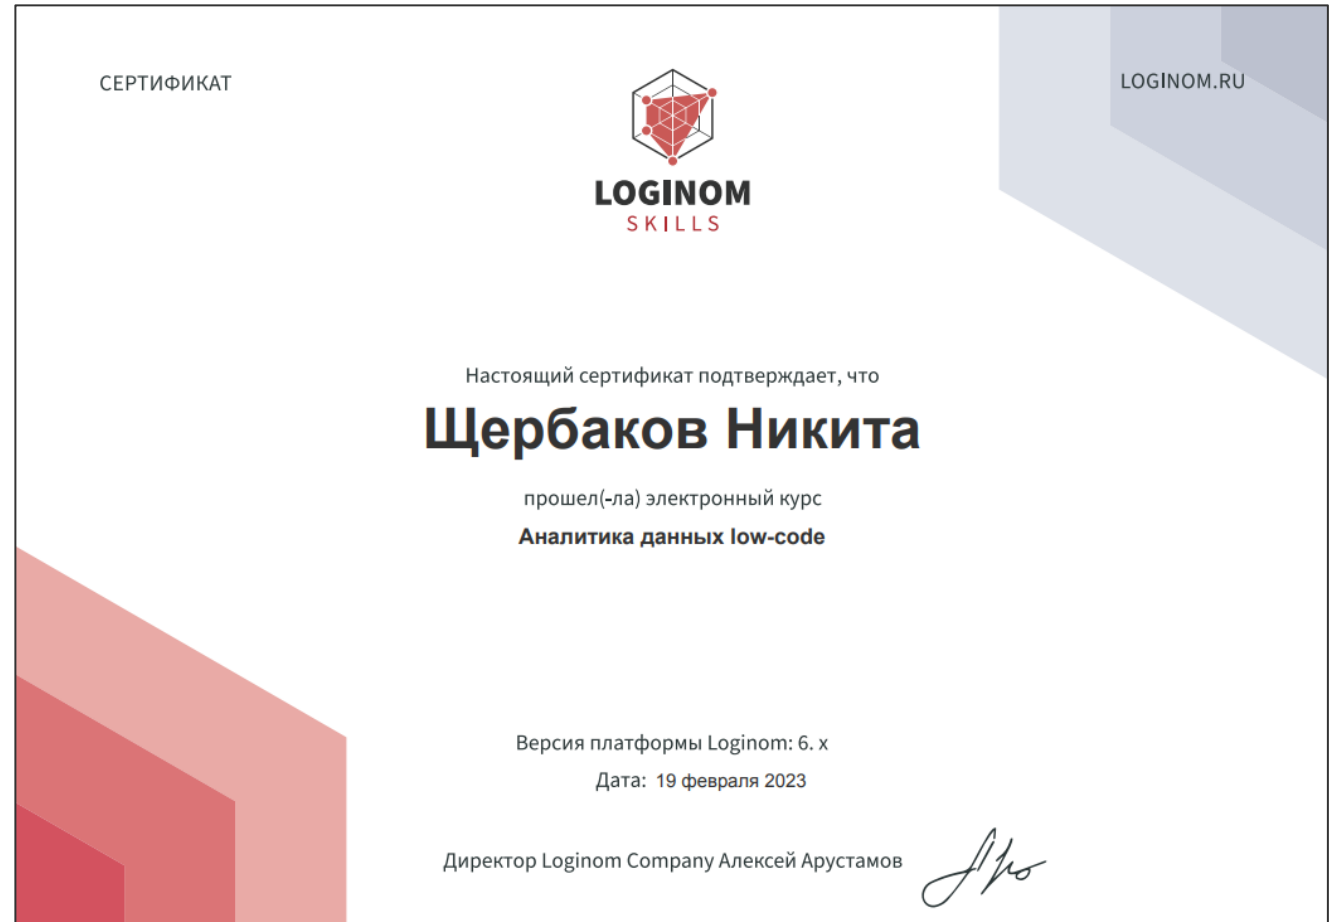 СЕРТИФИКАТ
LOGINOM.RU
LOGINOM
SKILLS
Настоящий сертификат подтверждает, что
Щербаков Никита
прошел(-ла) электронный курс
Аналитика данных low-code
Версия платформы Loginom: 6. x
Дата: 19 февраля 2023
Директор Loginom Company Алексей Арустамов